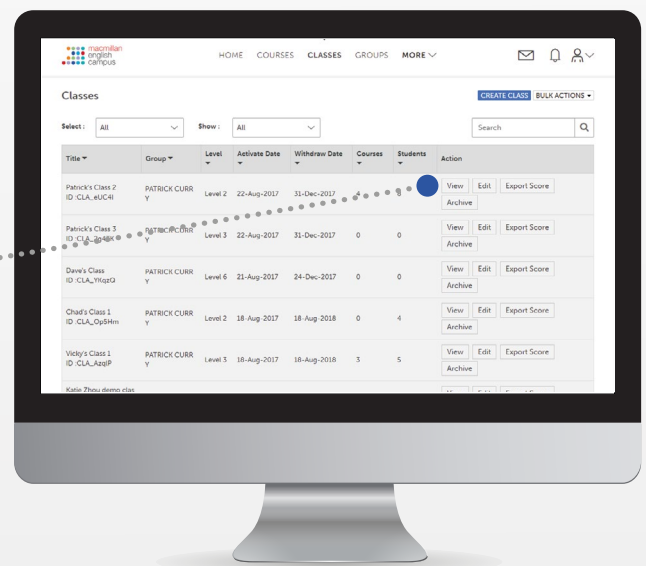 macmillan
english
campus
HOME COURSES CLASSES GROUPS MORE
Classes
CREATE CLASS BULK ACTIONS
Select : All Show : All Search
Title Group Level Activate Date Withdraw Date Courses Students Action
Patrick's Class 2 PATRICK CURR Level 2 22-Aug-2017 31-Dec-2017 4 8 View Edit Export Score
ID :CLA_eUC4I Y Archive
Patrick's Class 3 PATRICK CURR Level 3 22-Aug-2017 31-Dec-2017 0 0 View Edit Export Score
Y Archive
Dave's Class PATRICK CURR Level 6 21-Aug-2017 24-Dec-2017 0 0 View Edit Export Score
ID :CLA_YKqzQ Y Archive
Chad's Class 1 PATRICK CURR Level 2 18-Aug-2017 18-Aug-2018 0 4 View Edit Export Score
ID :CLA_OpSHm Y Archive
Vicky's Class 1 PATRICK CURR Level 3 18-Aug-2017 18-Aug-2018 3 5 View Edit Export Score
ID :CLA_AzqlP Y Archive
Katie Zhou demo clas